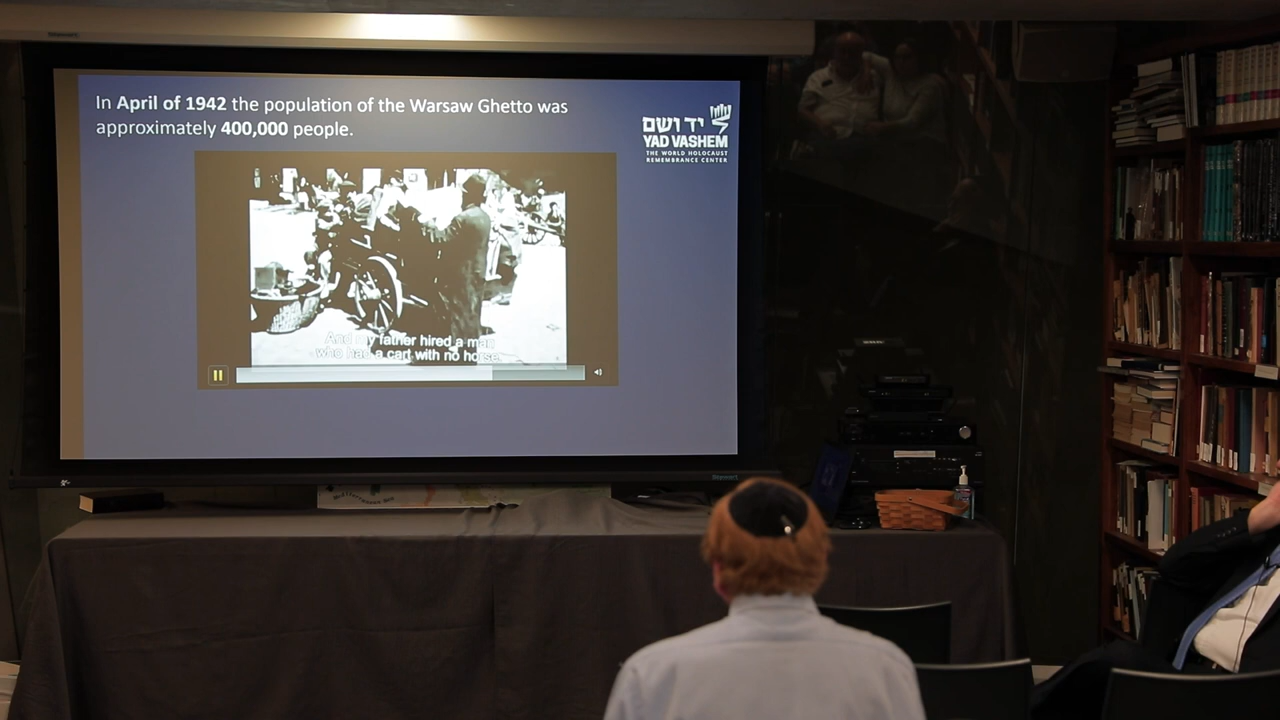 In April of 1942 the population of the Warsaw Ghetto was
approximately 400,000 people.
יד ושם
YAD VASHEM
THE WORLD HOLOCAUST
REMEMBRANCE CENTER
And my father hired a man
who had a cart with no horse.
Stewart